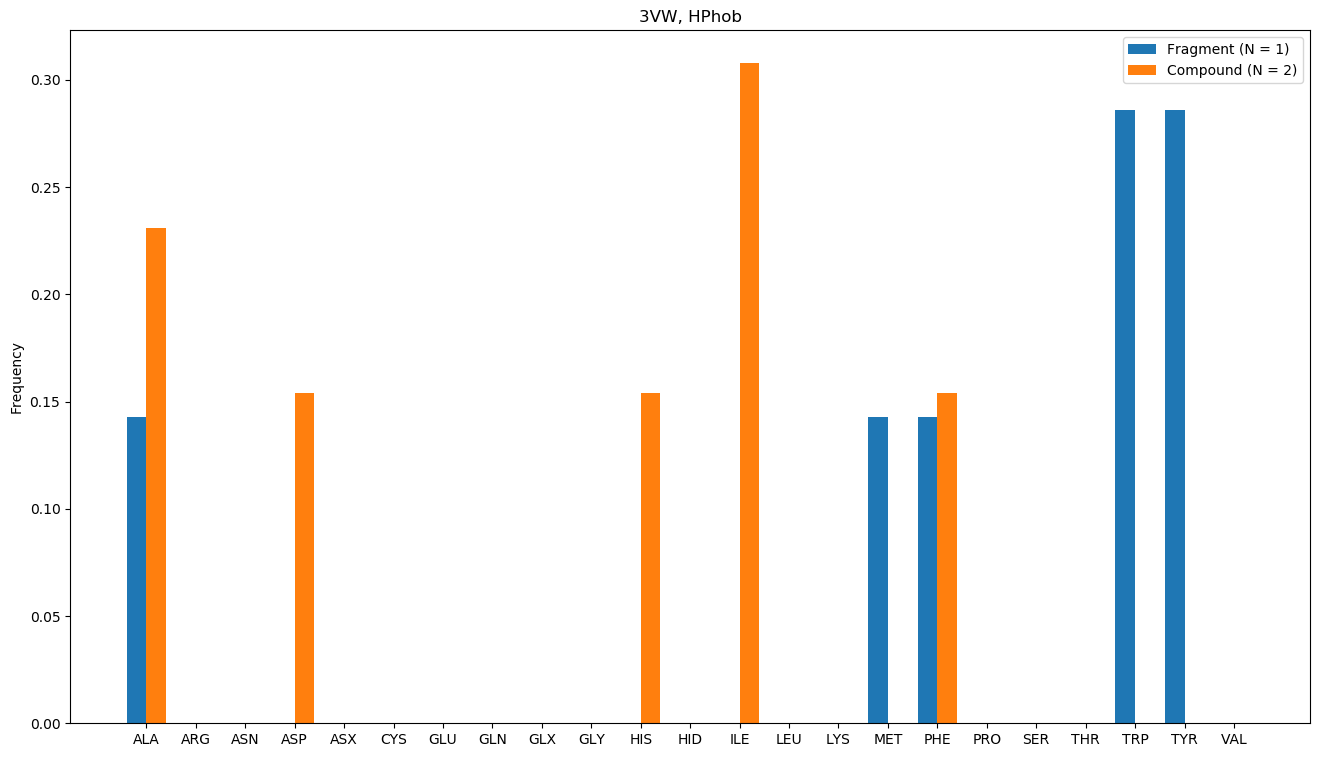 3VW, HPhob
Fragment (N = 1)
Compound (N = 2)
Frequency
0.30
0.25
0.20
0.15
0.10
0.05
0.00
ALA ARG ASN ASP ASX CYS GLU GLN GLX GLY HIS HID ILE LEU LYS MET PHE PRO SER THR TRP TYR VAL